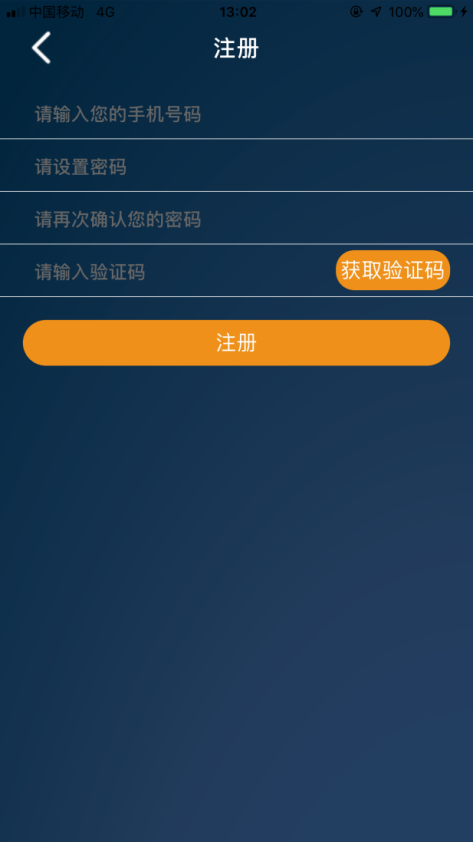 中国移动 4G 13:02 100%
注册
请输入您的手机号码
请设置密码
请再次确认您的密码
请输入验证码 获取验证码
注册